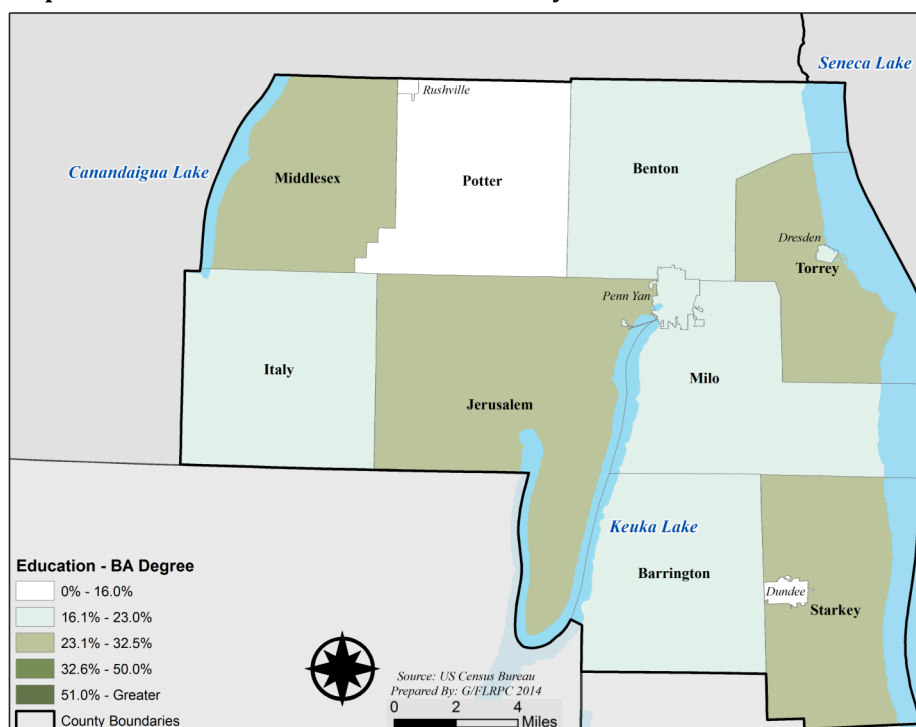 Seneca Lake
Rushville
Canandaigua Lake
Middlesex
Potter
Benton
Dresden
Torrey
Penn Yan
Italy
Milo
Jerusalem
Keuka Lake
Education - BA Degree
0% - 16.0%
16.1% - 23.0%
23.1% - 32.5%
32.6% - 50.0%
51.0% - Greater
County Boundaries
Barrington
Dundee
Starkey
Source: US Census Bureau
Prepared By: G/FLRPC 2014
0 2 4
Miles